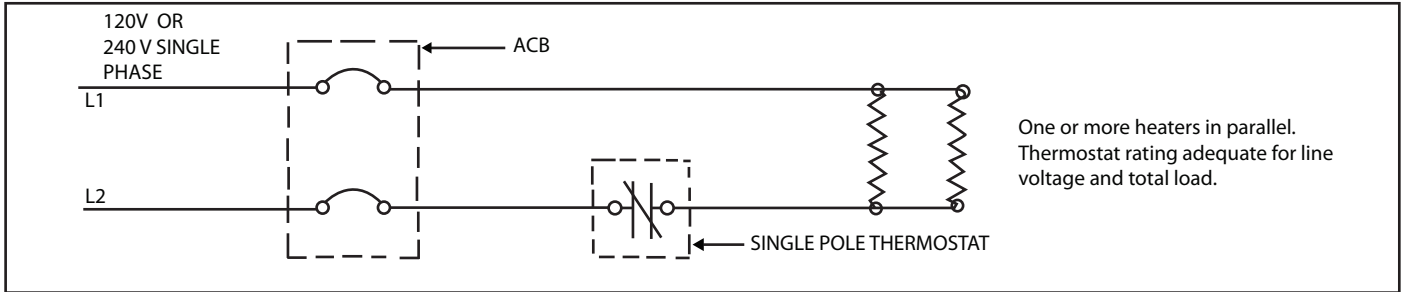 120V OR
240 V SINGLE
PHASE
ACB
L1
One or more heaters in parallel.
Thermostat rating adequate for line
voltage and total load.
L2
SINGLE POLE THERMOSTAT